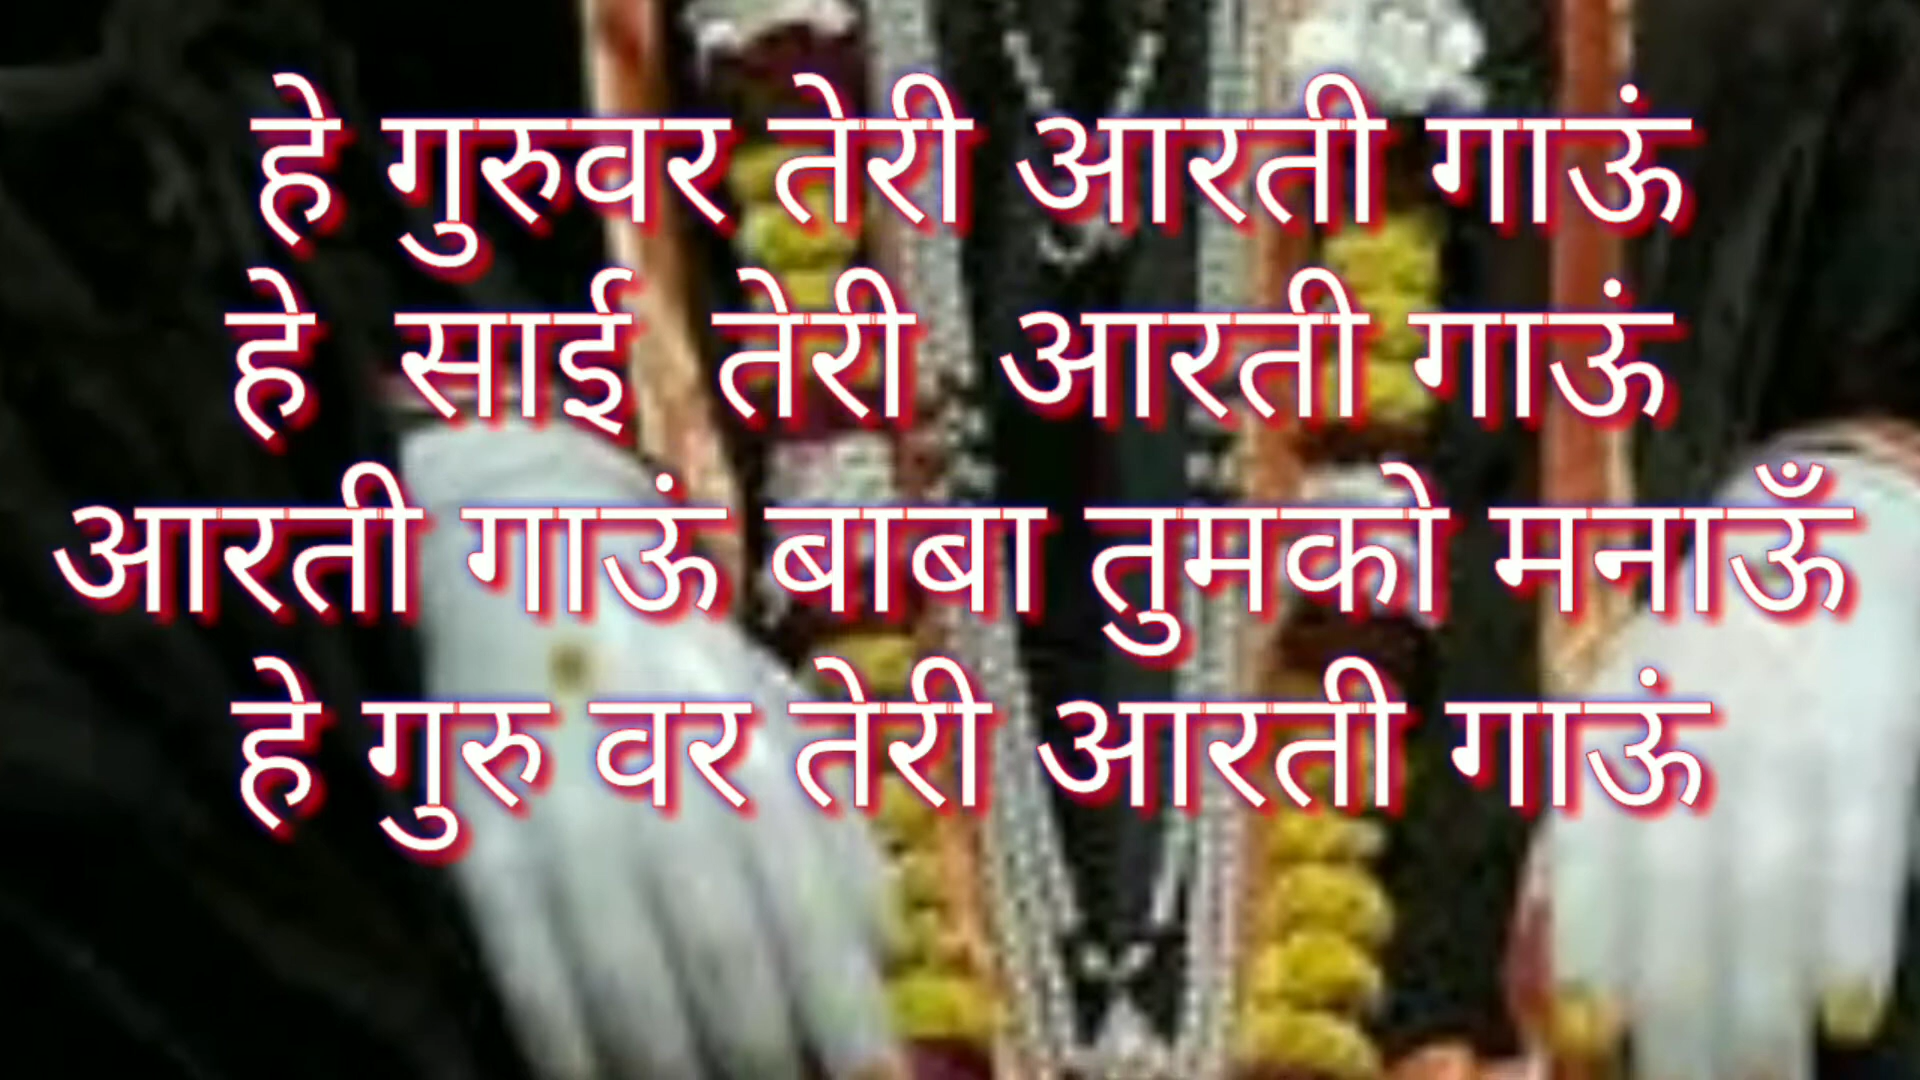 हे गुरुवर तेरी आरती गाऊं
हे साई तेरी आरती गाऊं
आरती गाऊं बाबा तुमको मनाऊँ
हे गुरु वर तेरी आरती गाऊं